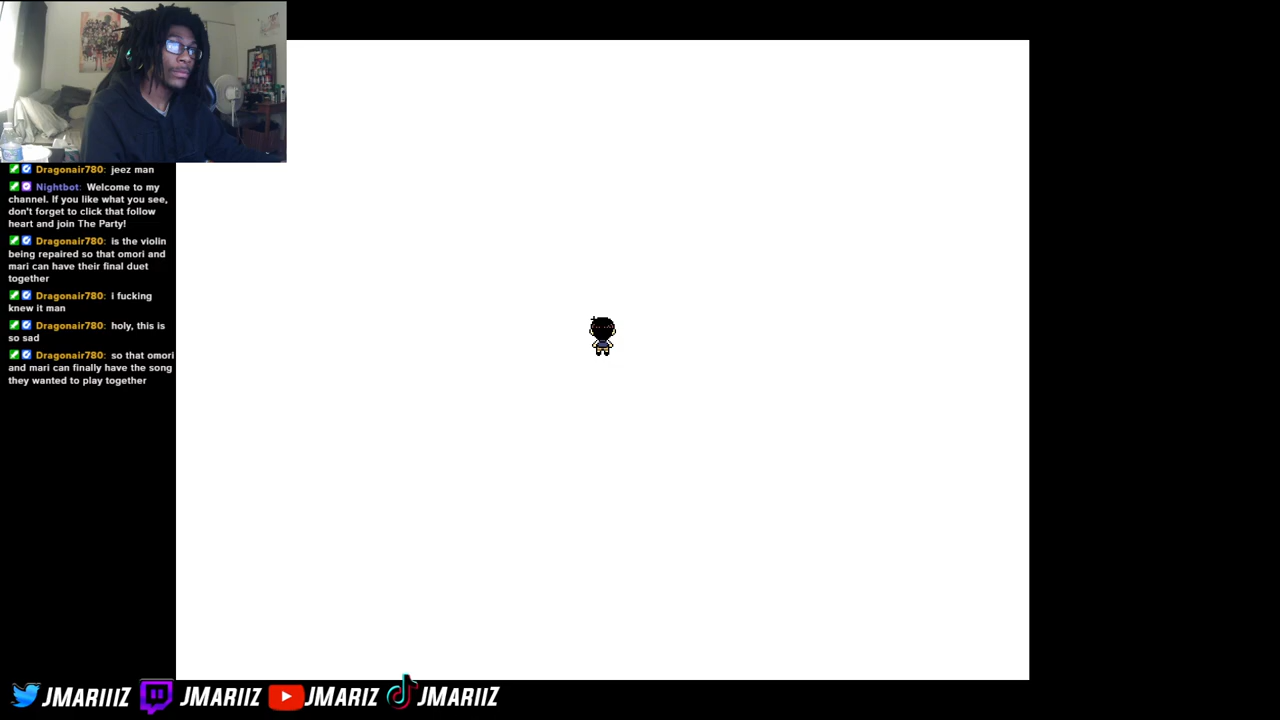 Dragonair780: jeez man
Nightbot: Welcome to my
channel. If you like what you see,
don't forget to click that follow
heart and join The Party!
Dragonair780: is the violin
being repaired so that omori and
mari can have their final duet
together
Dragonair780: i fucking
knew it man
Dragonair780: holy, this is
so sad
Dragonair780: so that omori
and mari can finally have the song
they wanted to play together
JMARIIIZ JMARIIZ JMARIZ JMARIIZ